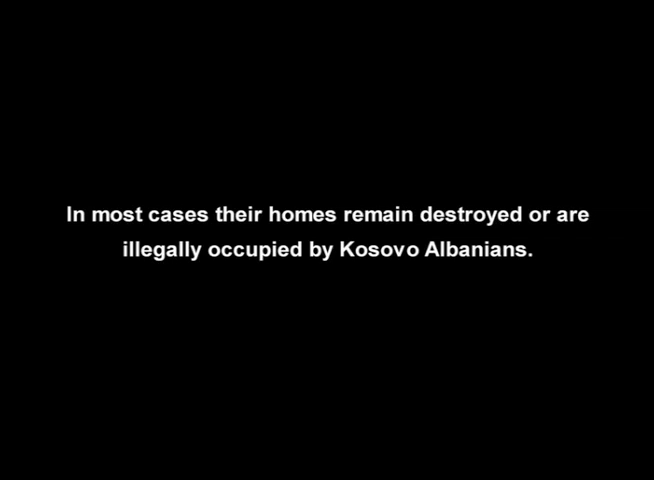 In most cases their homes remain destroyed or are
illegally occupied by Kosovo Albanians.